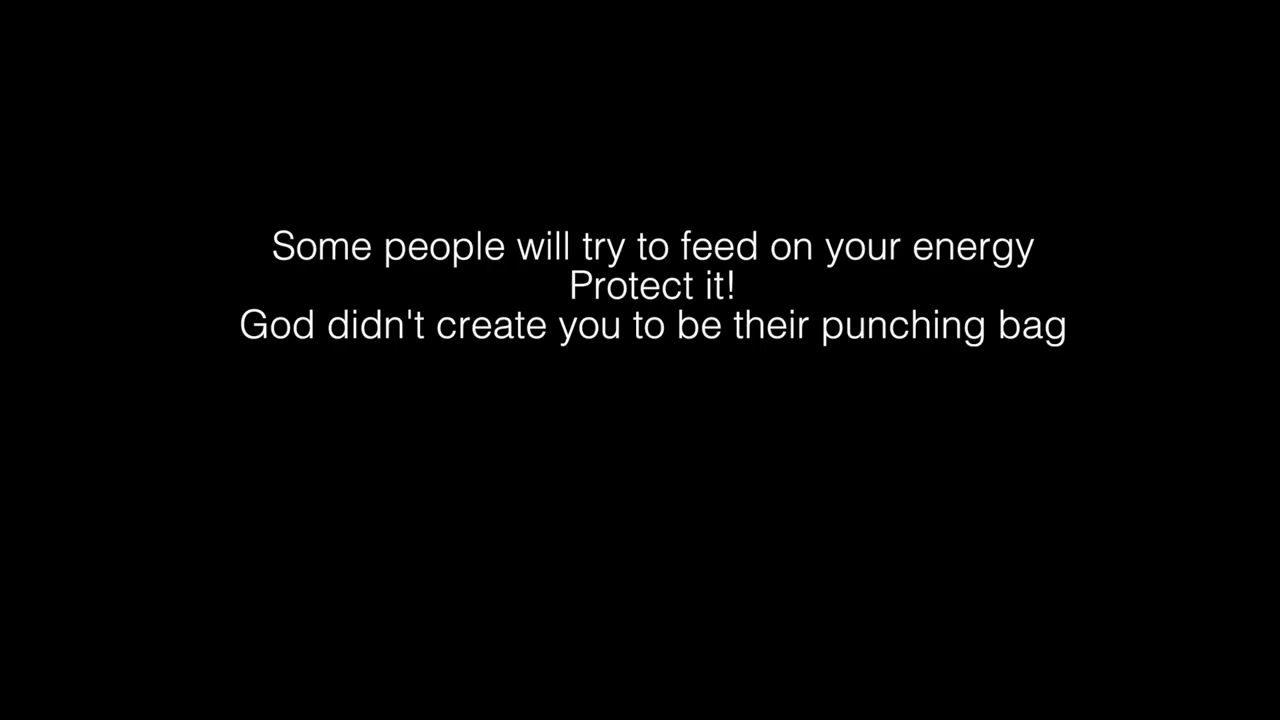 Some people will try to feed on your energy
Protect it!
God didn't create you to be their punching bag